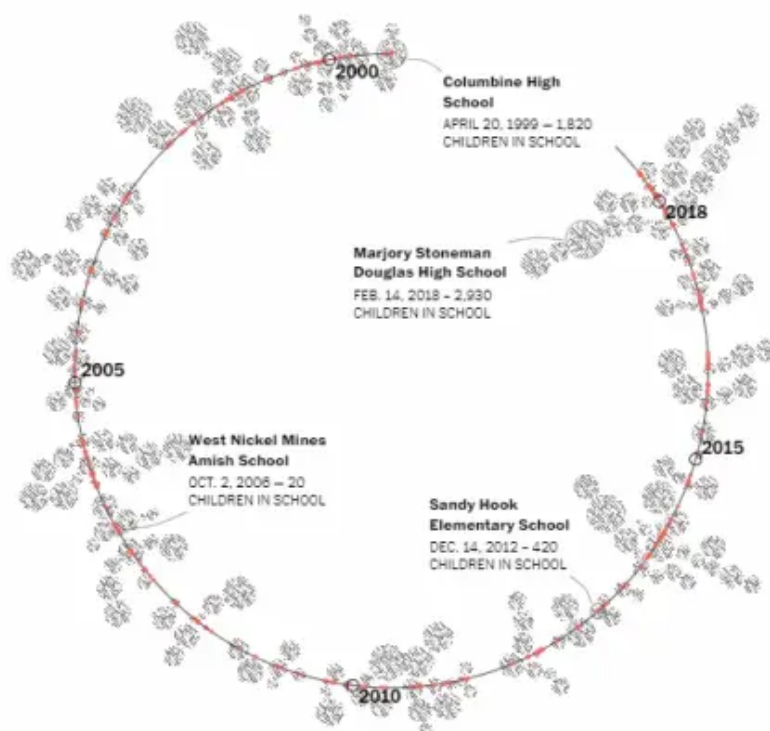 2000
Columbine High
School
APRIL 20, 1999 – 1,820
CHILDREN IN SCHOOL
2018
Marjory Stoneman
Douglas High School
FEB. 14, 2018 – 2,930
CHILDREN IN SCHOOL
2005
West Nickel Mines
Amish School
OCT. 2, 2006 – 20
CHILDREN IN SCHOOL
2015
Sandy Hook
Elementary School
DEC. 14, 2012 – 420
CHILDREN IN SCHOOL
2010